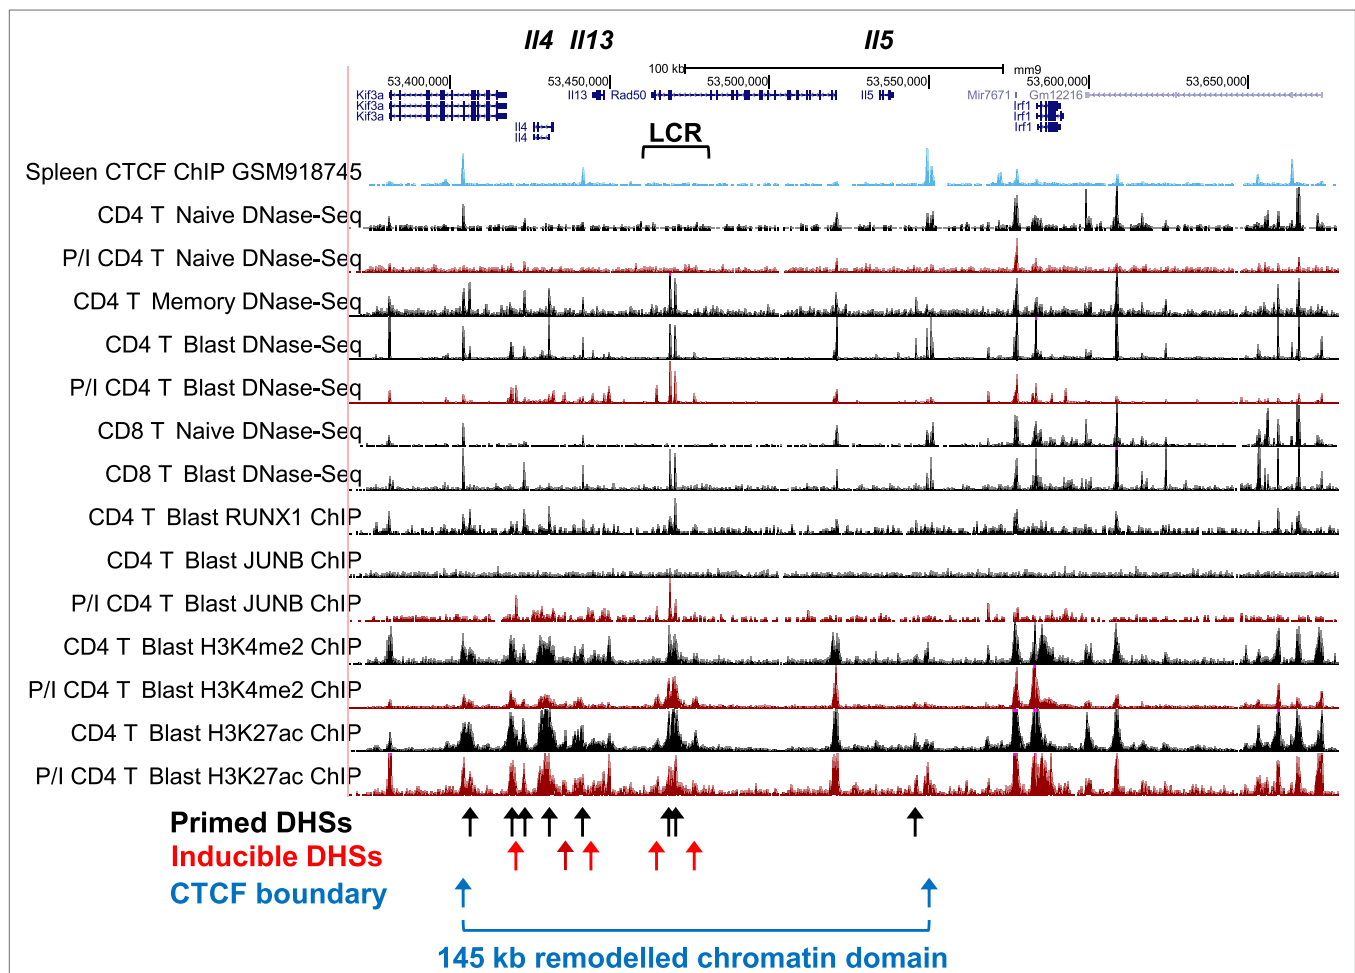 Il4 Il13 Il5
100 kb mm9
53,400,000 53,450,000 53,500,000 53,550,000 53,600,000 53,650,000
Kif3a Il13 Rad50 Il5 Mir7671 Gm12216
Kif3a Irf1
Kif3a Irf1
Il4 Irf1
Il4
LCR
Spleen CTCF ChIP GSM918745
CD4 T Naive DNase-Seq
P/I CD4 T Naive DNase-Seq
CD4 T Memory DNase-Seq
CD4 T Blast DNase-Seq
P/I CD4 T Blast DNase-Seq
CD8 T Naive DNase-Seq
CD8 T Blast DNase-Seq
CD4 T Blast RUNX1 ChIP
CD4 T Blast JUNB ChIP
P/I CD4 T Blast JUNB ChIP
CD4 T Blast H3K4me2 ChIP
P/I CD4 T Blast H3K4me2 ChIP
CD4 T Blast H3K27ac ChIP
P/I CD4 T Blast H3K27ac ChIP
Primed DHSs
Inducible DHSs
CTCF boundary
145 kb remodelled chromatin domain